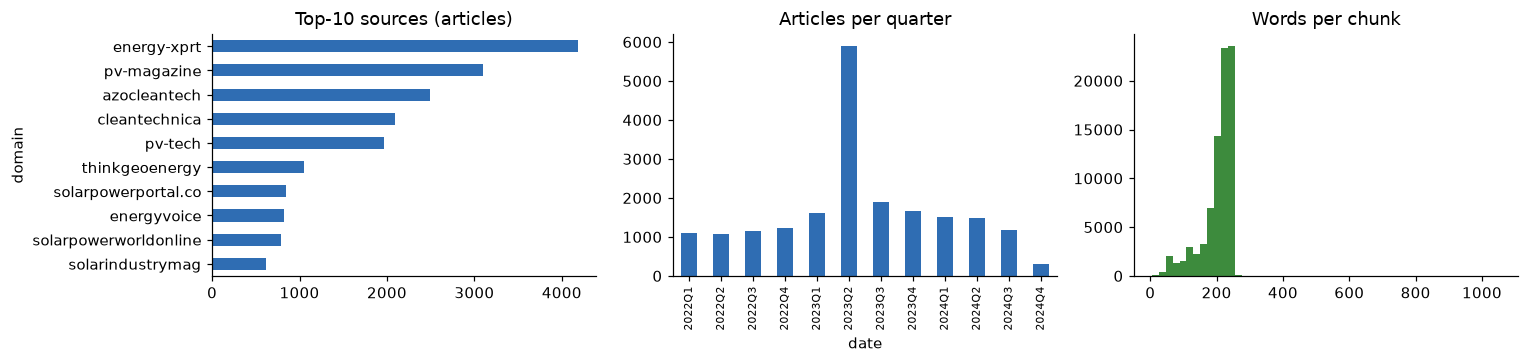 Top-10 sources (articles)
domain
energy-xprt
pv-magazine
azocleantech
cleantechnica
pv-tech
thinkgeoenergy
solarpowerportal.co
energyvoice
solarpowerworldonline
solarindustrymag
0 1000 2000 3000 4000
Articles per quarter
6000
5000
4000
3000
2000
1000
0
2022Q1 2022Q2 2022Q3 2022Q4 2023Q1 2023Q2 2023Q3 2023Q4 2024Q1 2024Q2 2024Q3 2024Q4
date
Words per chunk
20000
15000
10000
5000
0
0 200 400 600 800 1000